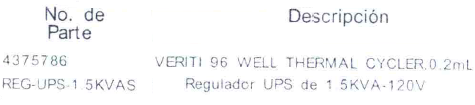 No. de Descripción
Parte
4375786 VERITI 96 WELL THERMAL CYCLER,0.2mL
REG-UPS-1.5KVAS Regulador UPS de 1.5KVA-120V